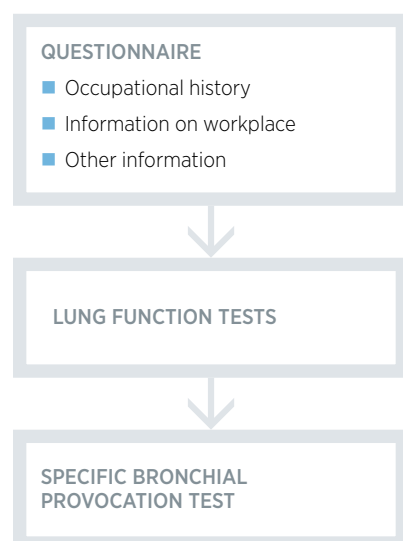 QUESTIONNAIRE
Occupational history
Information on workplace
Other information
LUNG FUNCTION TESTS
SPECIFIC BRONCHIAL
PROVOCATION TEST